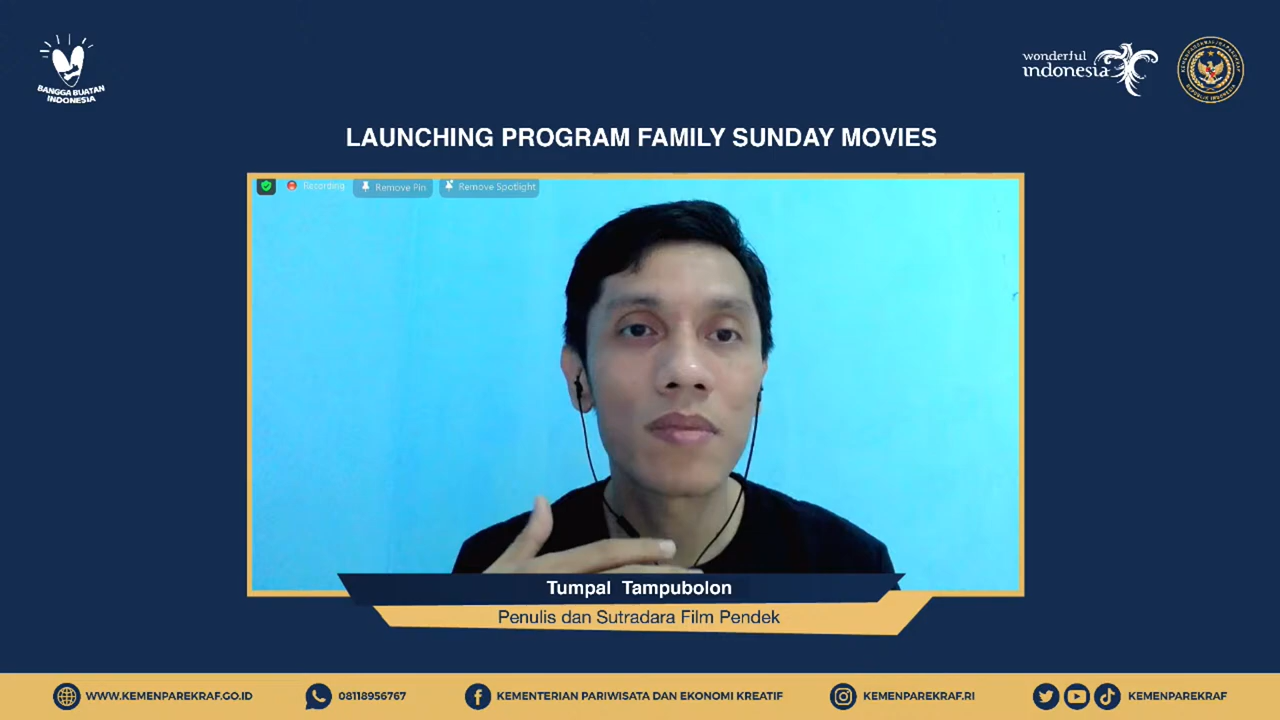 BANGGA BUATAN
INDONESIA
wonderful
indonesia
LAUNCHING PROGRAM FAMILY SUNDAY MOVIES
Recording
Remove Pin
Remove Spotlight
Tumpal Tampubolon
Penulis dan Sutradara Film Pendek
WWW.KEMENPAREKRAF.GO.ID
08118956767
KEMENTERIAN PARIWISATA DAN EKONOMI KREATIF
KEMENPAREKRAF.RI
KEMENPAREKRAF